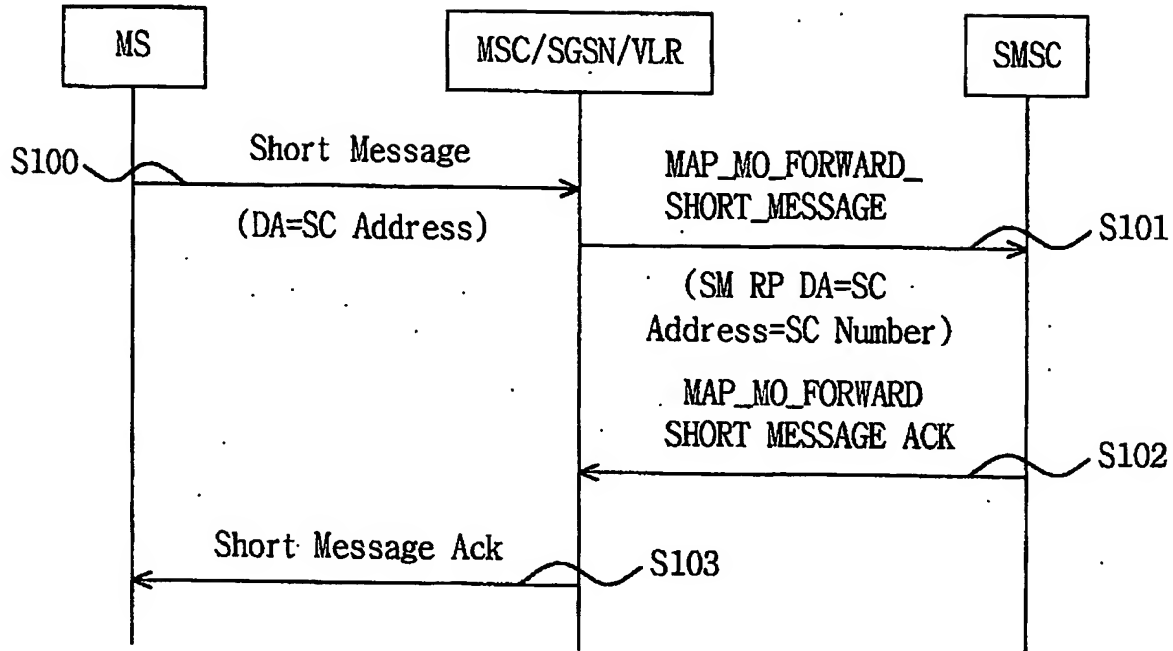 MS
MSC/SGSN/VLR
SMSC
S100
Short Message
(DA=SC Address)
MAP_MO_FORWARD_
SHORT_MESSAGE
S101
(SM RP DA=SC
Address=SC Number)
MAP_MO_FORWARD
SHORT MESSAGE ACK
S102
Short Message Ack
S103